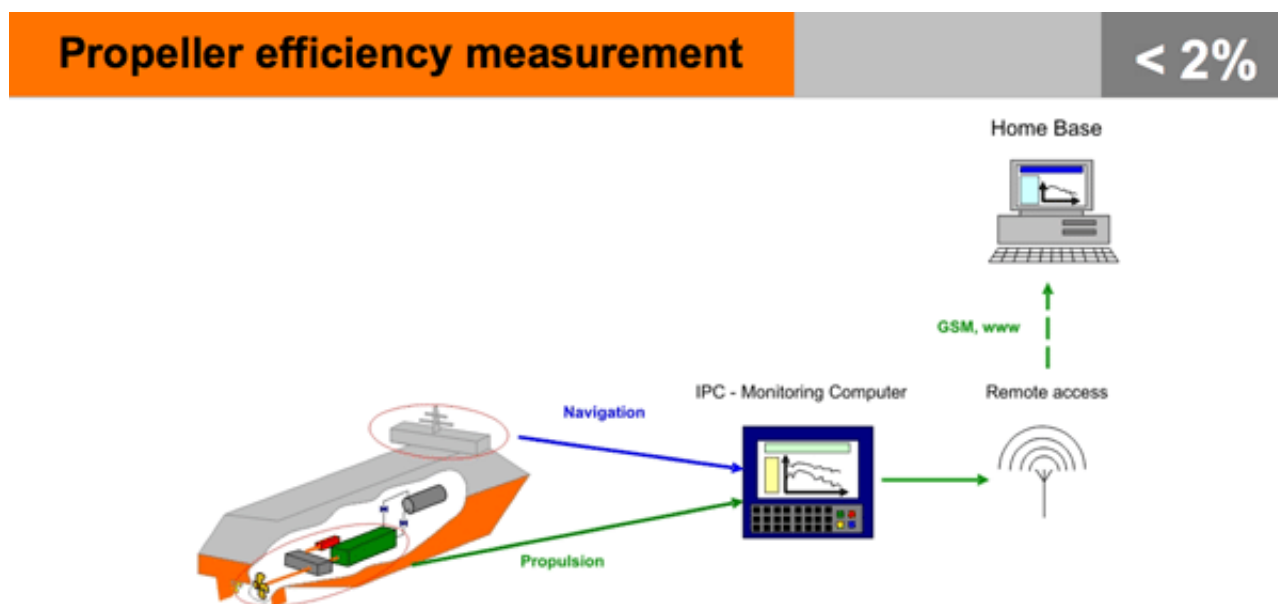 Propeller efficiency measurement
< 2%
Home Base
GSM, www
IPC - Monitoring Computer
Remote access
Navigation
Propulsion